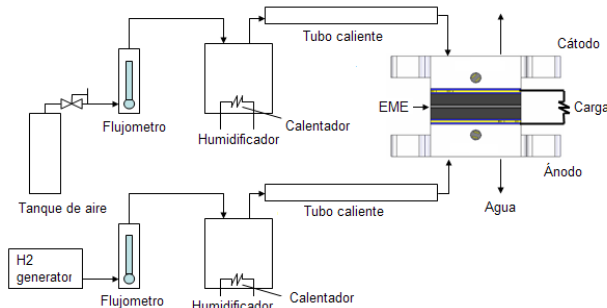 Tubo caliente
Cátodo
Flujometro
EME
Carga
Calentador
Humidificador
Ánodo
Tanque de aire
Tubo caliente
Agua
H2
generator
Flujometro
Calentador
Humidificador